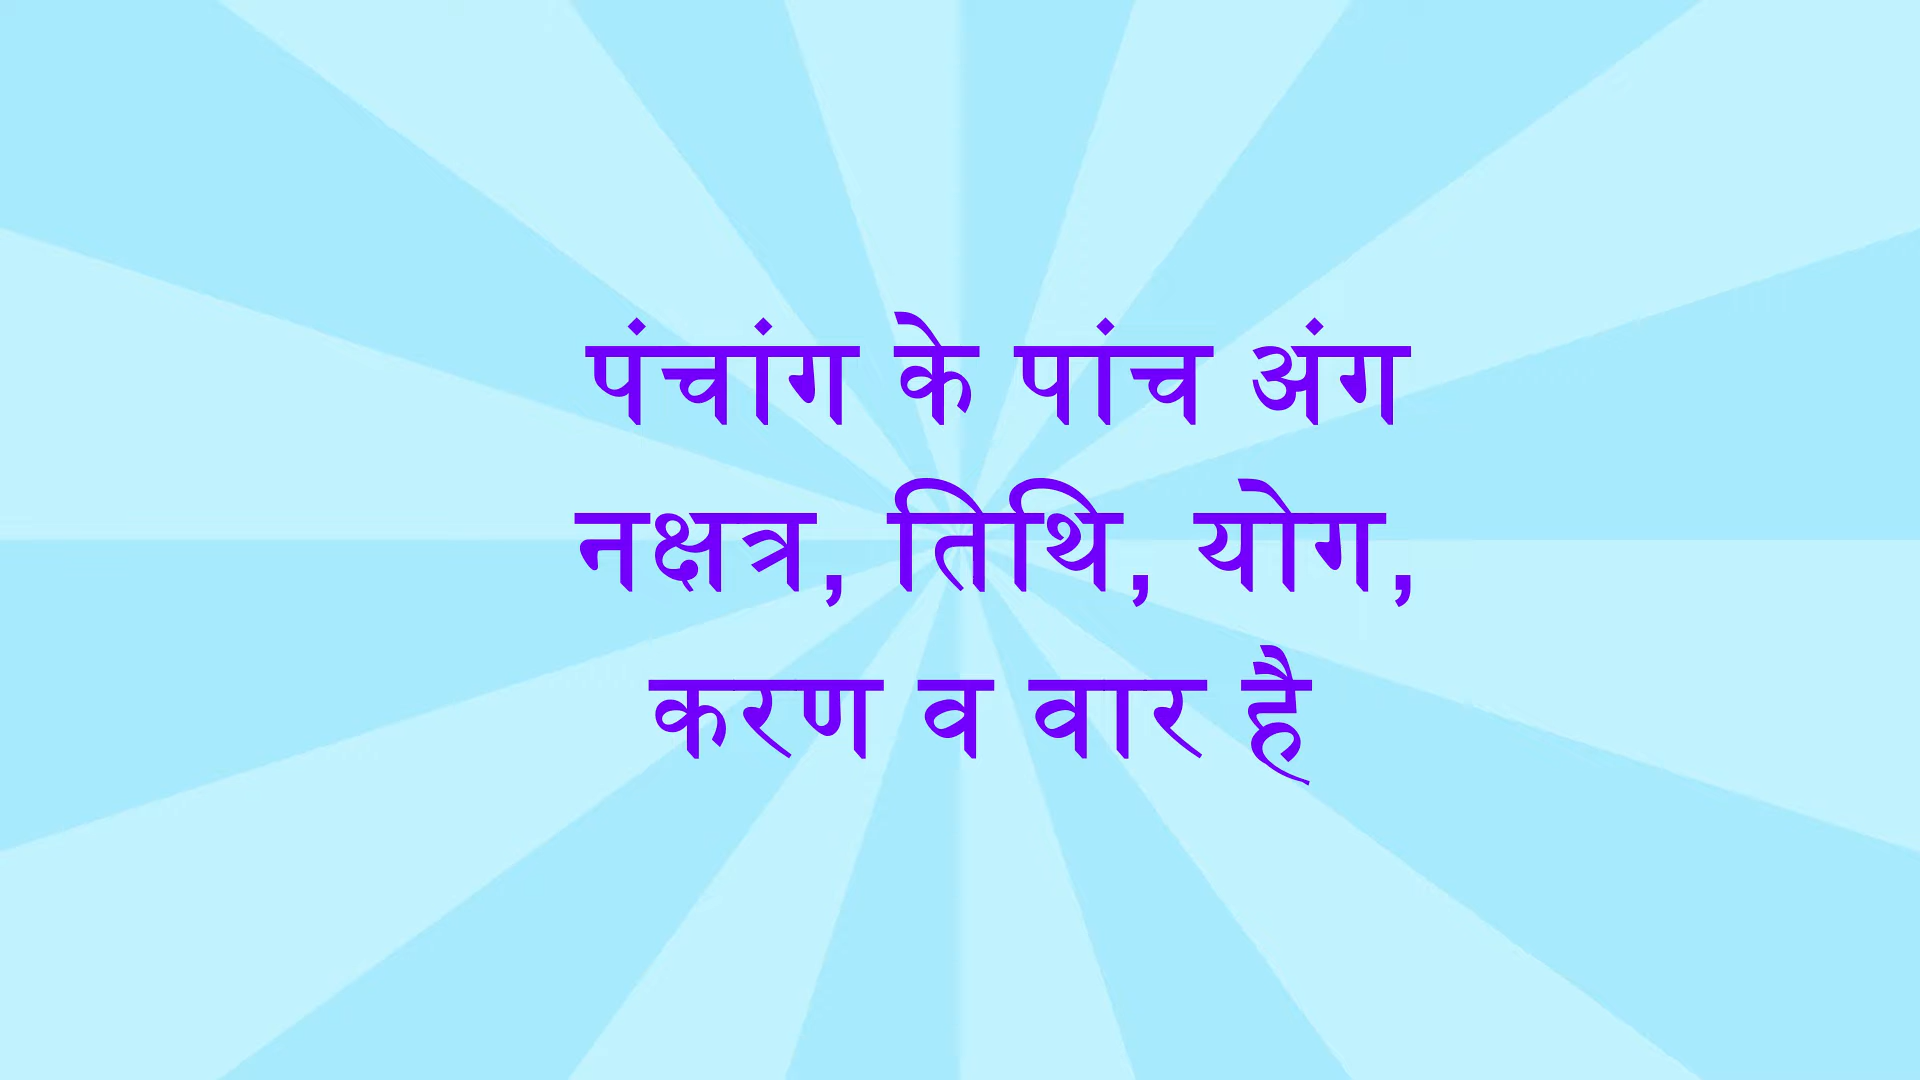 पंचांग के पांच अंग
नक्षत्र, तिथि, योग,
करण व वार है